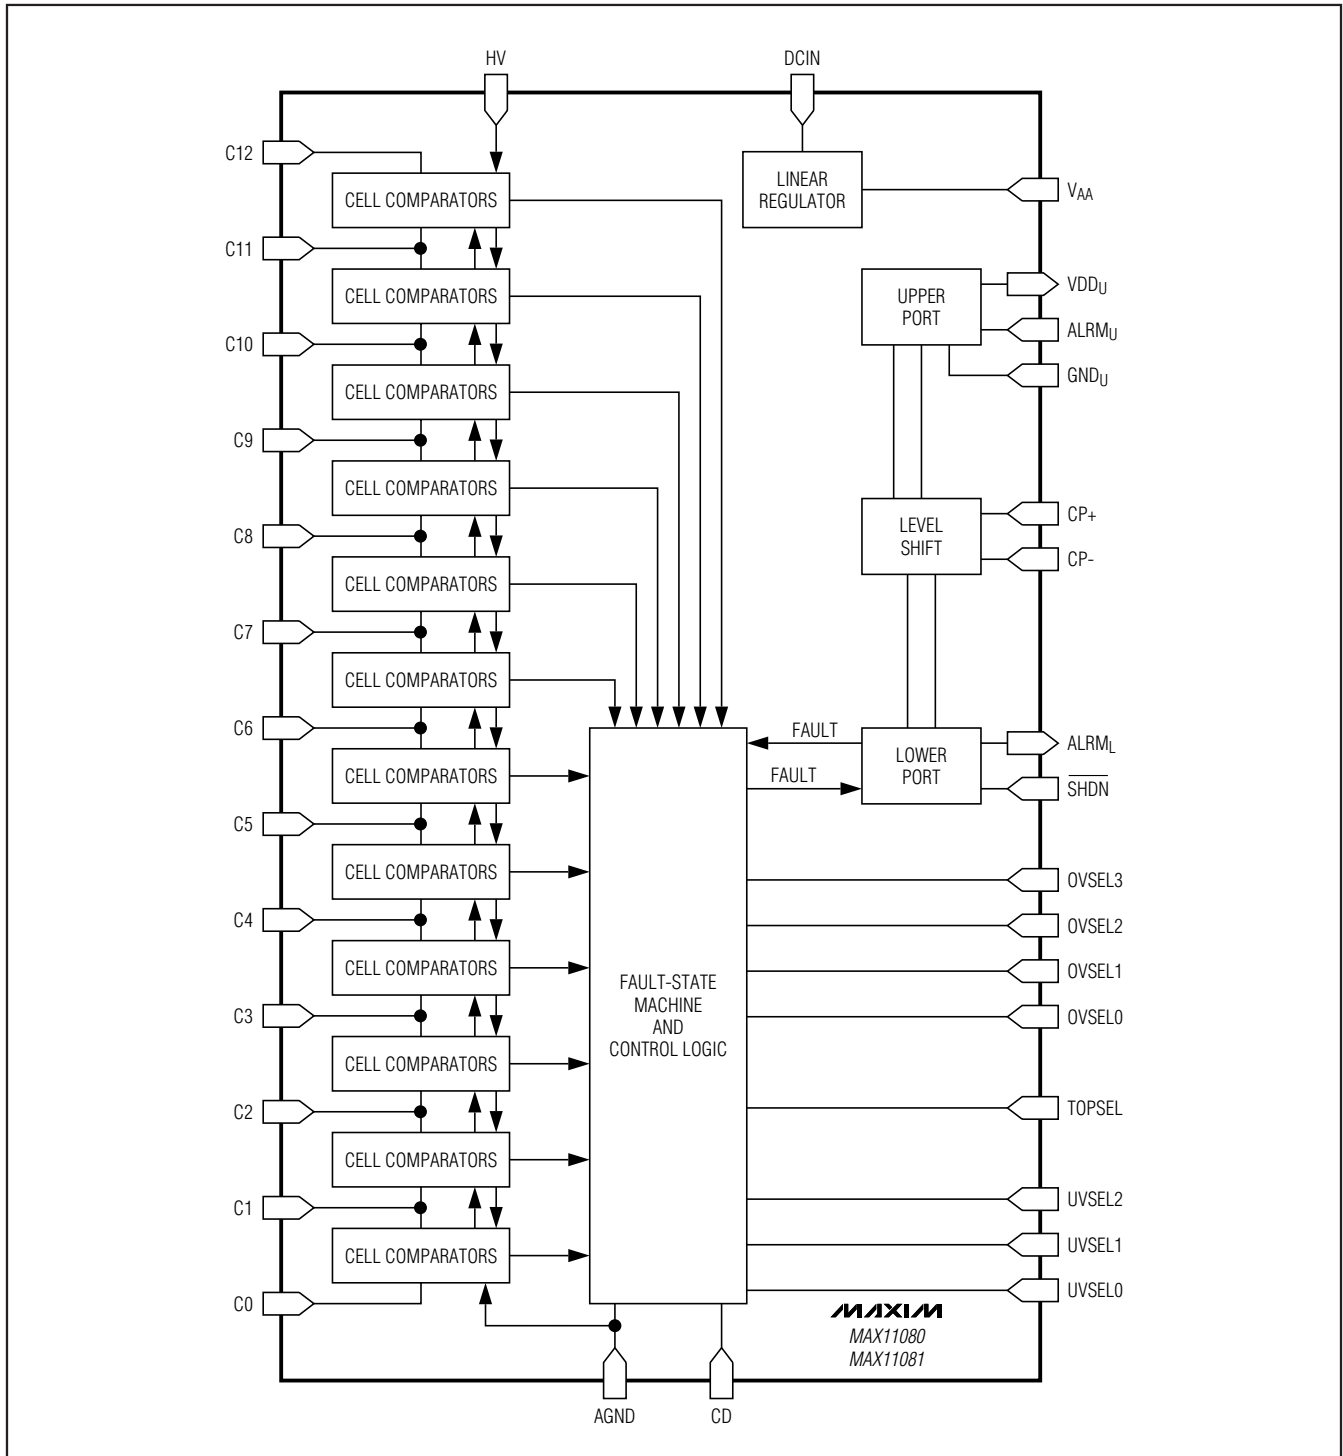 HV
DCIN
C12
CELL COMPARATORS
LINEAR
REGULATOR
VAA
C11
CELL COMPARATORS
UPPER
PORT
VDDU
ALRMU
GNDU
C10
CELL COMPARATORS
C9
CELL COMPARATORS
LEVEL
SHIFT
CP+
CP-
C8
CELL COMPARATORS
C7
CELL COMPARATORS
C6
CELL COMPARATORS
FAULT
FAULT
LOWER
PORT
ALRML
SHDN
C5
CELL COMPARATORS
C4
CELL COMPARATORS
C3
CELL COMPARATORS
C2
CELL COMPARATORS
C1
CELL COMPARATORS
C0
FAULT-STATE
MACHINE
AND
CONTROL LOGIC
OVSEL3
OVSEL2
OVSEL1
OVSEL0
TOPSEL
UVSEL2
UVSEL1
UVSEL0
MAXIM
MAX11080
MAX11081
AGND
CD